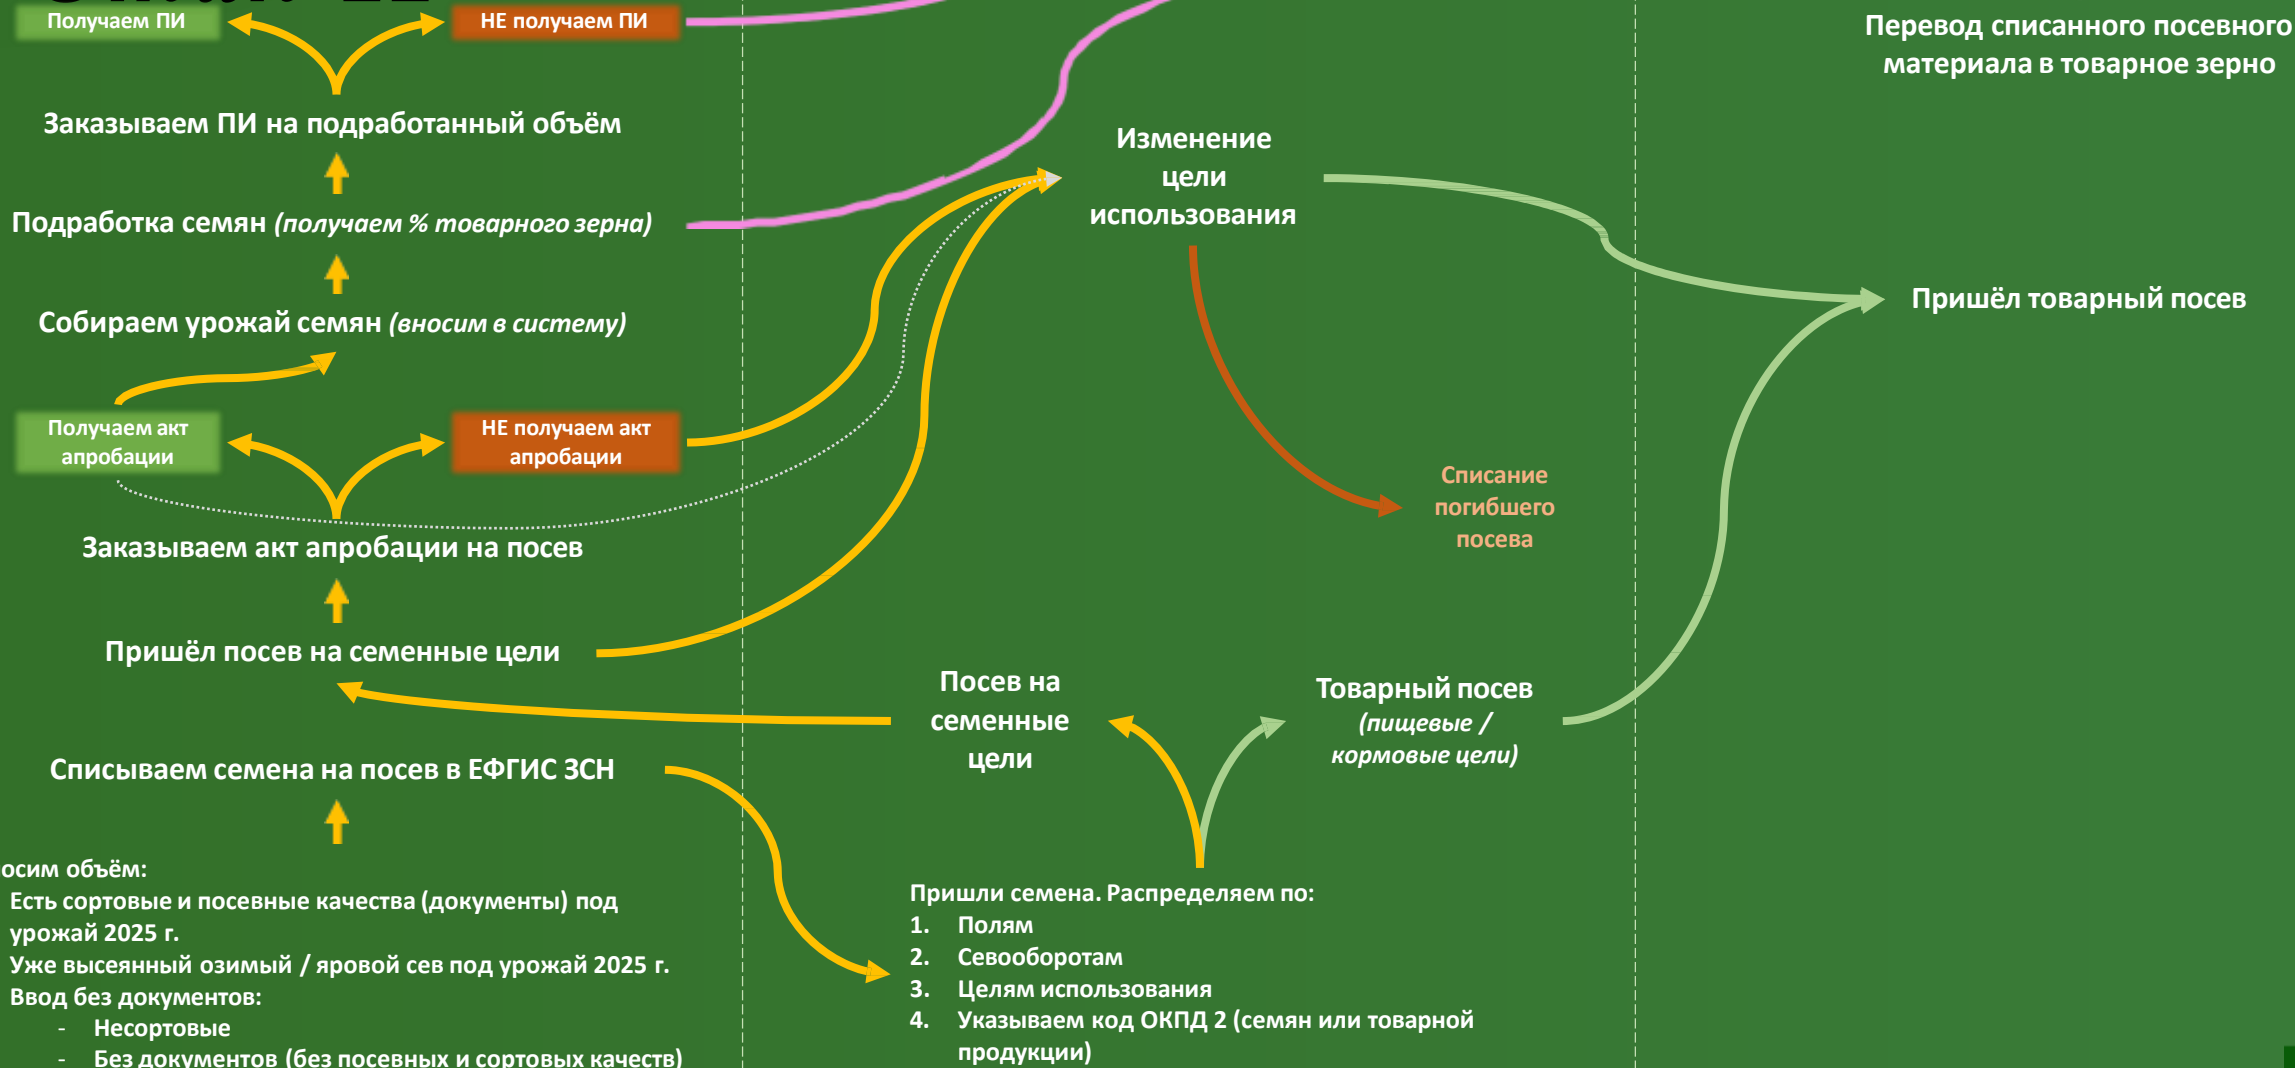 Получаем ПИ
НЕ получаем ПИ
Заказываем ПИ на подработанный объём
Подработка семян (получаем % товарного зерна)
Собираем урожай семян (вносим в систему)
Получаем акт
апробации
НЕ получаем акт
апробации
Заказываем акт апробации на посев
Пришёл посев на семенные цели
Списываем семена на посев в ЕФГИС ЗСН
осим объём:
Есть сортовые и посевные качества (документы) под
урожай 2025 г.
Уже высеянный озимый / яровой сев под урожай 2025 г.
Ввод без документов:
- Несортовые
- Без документов (без посевных и сортовых качеств)
Изменение
цели
использования
Списание
погибшего
посева
Посев на
семенные
цели
Товарный посев
(пищевые /
кормовые цели)
Пришли семена. Распределяем по:
1. Полям
2. Севооборотам
3. Целям использования
4. Указываем код ОКПД 2 (семян или товарной
продукции)
Перевод списанного посевного
материала в товарное зерно
Пришёл товарный посев